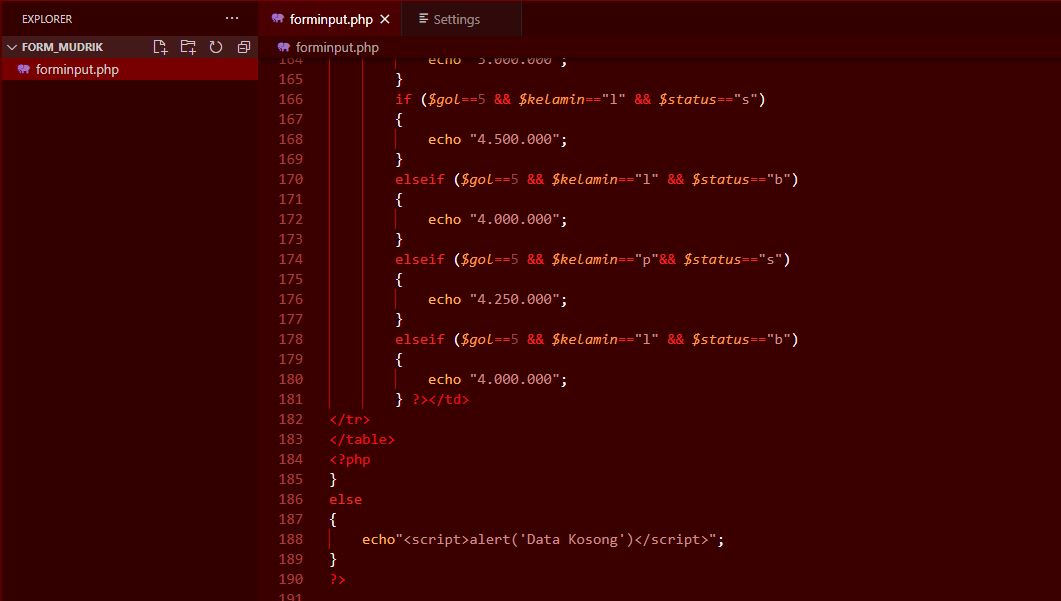 EXPLORER
forminput.php
Settings
FORM_MUDRIK
forminput.php
forminput.php
164 echo "3.000.000";
165 }
166 if ($gol==5 && $kelamin=="l" && $status=="s")
167 {
168 echo "4.500.000";
169 }
170 elseif ($gol==5 && $kelamin=="l" && $status=="b")
171 {
172 echo "4.000.000";
173 }
174 elseif ($gol==5 && $kelamin=="p"&& $status=="s")
175 {
176 echo "4.250.000";
177 }
178 elseif ($gol==5 && $kelamin=="l" && $status=="b")
179 {
180 echo "4.000.000";
181 } ?></td>
182 </tr>
183 </table>
184 <?php
185 }
186 else
187 {
188 echo"<script>alert('Data Kosong')</script>";
189 }
190 ?>
191